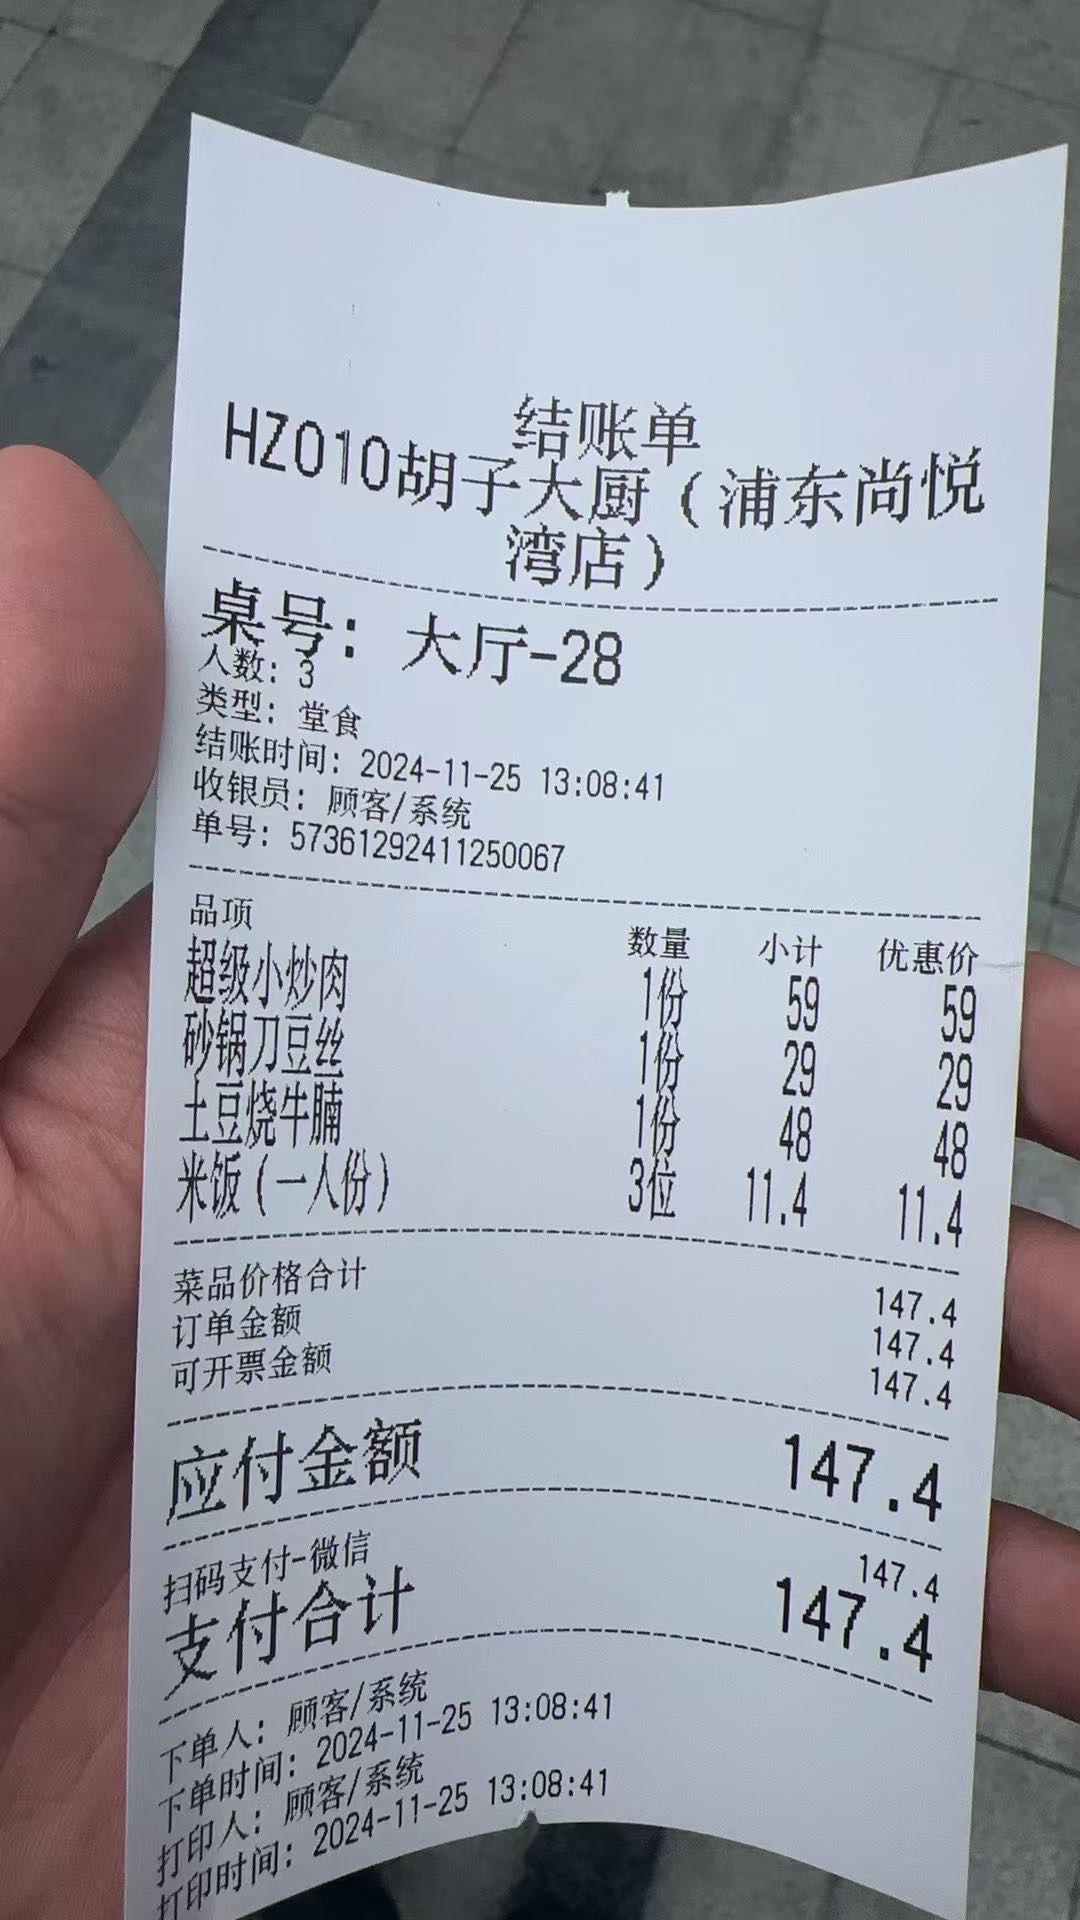 结账单
HZ010胡子大厨（浦东尚悦
湾店）
桌号：大厅-28
人数：3
类型：堂食
结账时间：2024-11-25 13:08:41
收银员：顾客/系统
单号：57361292411250067
品项 数量 小计 优惠价
超级小炒肉 1份 59 59
砂锅刀豆丝 1份 29 29
土豆烧牛腩 1份 48 48
米饭（一人份） 3位 11.4 11.4
菜品价格合计 147.4
订单金额 147.4
可开票金额 147.4
应付金额 147.4
扫码支付-微信 147.4
支付合计 147.4
下单人：顾客/系统
下单时间：2024-11-25 13:08:41
打印人：顾客/系统
打印时间：2024-11-25 13:08:41